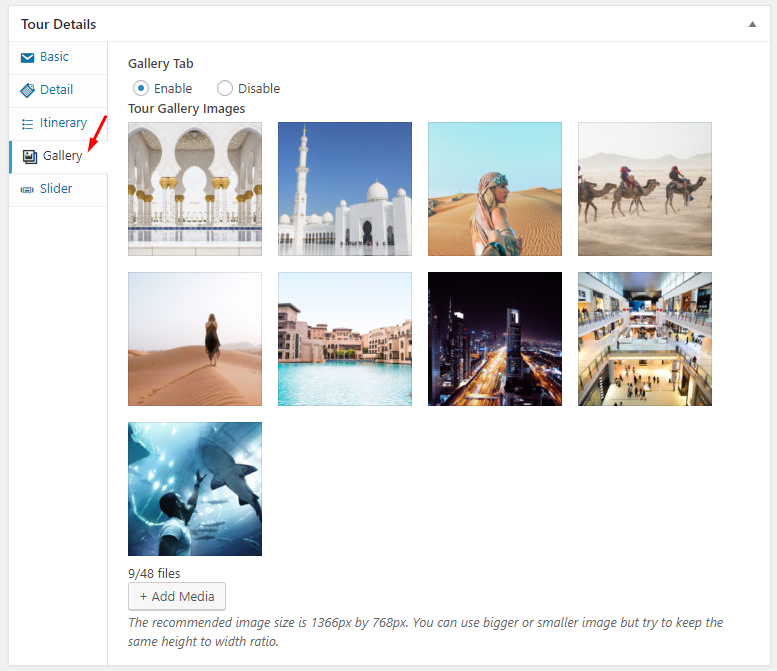 Tour Details
Basic
Detail
Itinerary
Gallery
Slider
Gallery Tab
Enable Disable
Tour Gallery Images
9/48 files
+ Add Media
The recommended image size is 1366px by 768px. You can use bigger or smaller image but try to keep the
same height to width ratio.